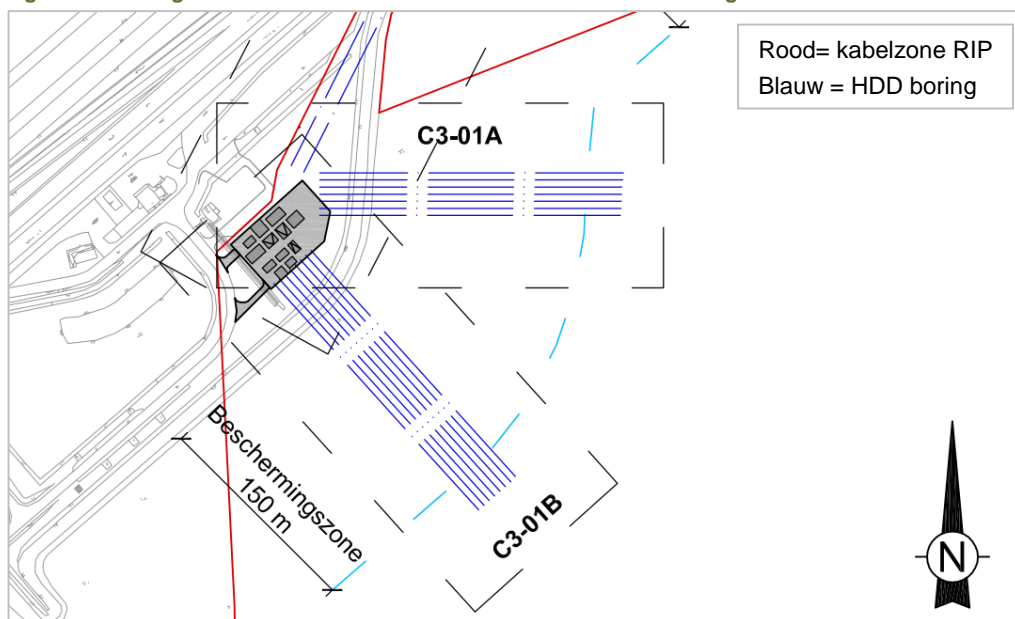 Rood= kabelzone RIP
Blauw = HDD boring
C3-01A
Beschermingszone
150 m
C3-01B
N